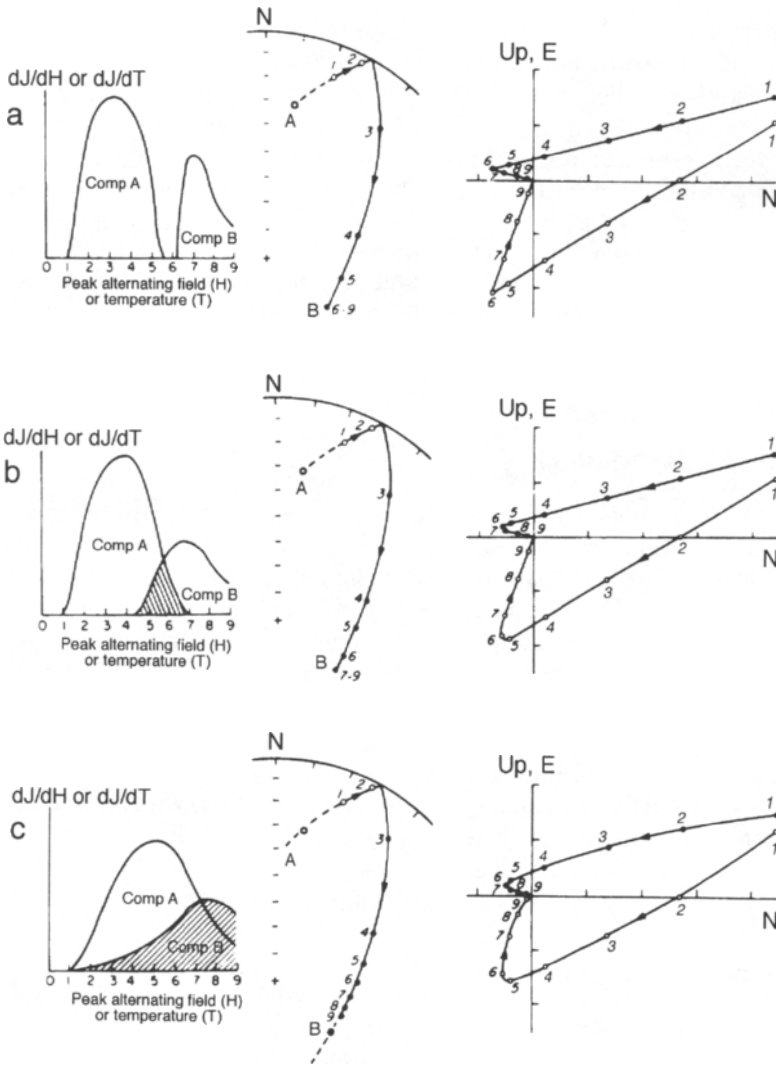 a
dJ/dH or dJ/dT
Comp A
Comp B
0 1 2 3 4 5 6 7 8 9
Peak alternating field (H)
or temperature (T)
N
1
2
3
A
4
5
B
6-9
+
Up, E
N
1
2
3
4
5
6
7
8
9
1
2
3
4
5
6
7
8
9
b
dJ/dH or dJ/dT
Comp A
Comp B
0 1 2 3 4 5 6 7 8 9
Peak alternating field (H)
or temperature (T)
N
1
2
A
3
4
5
6
B
7-9
+
Up, E
N
1
2
3
4
5
6
7
8
9
1
2
3
4
5
6
7
8
9
c
dJ/dH or dJ/dT
Comp A
Comp B
0 1 2 3 4 5 6 7 8 9
Peak alternating field (H)
or temperature (T)
N
1
2
A
3
4
5
6
7
8
9
B
+
Up, E
N
1
2
3
4
5
6
7
8
9
1
2
3
4
5
6
7
8
9